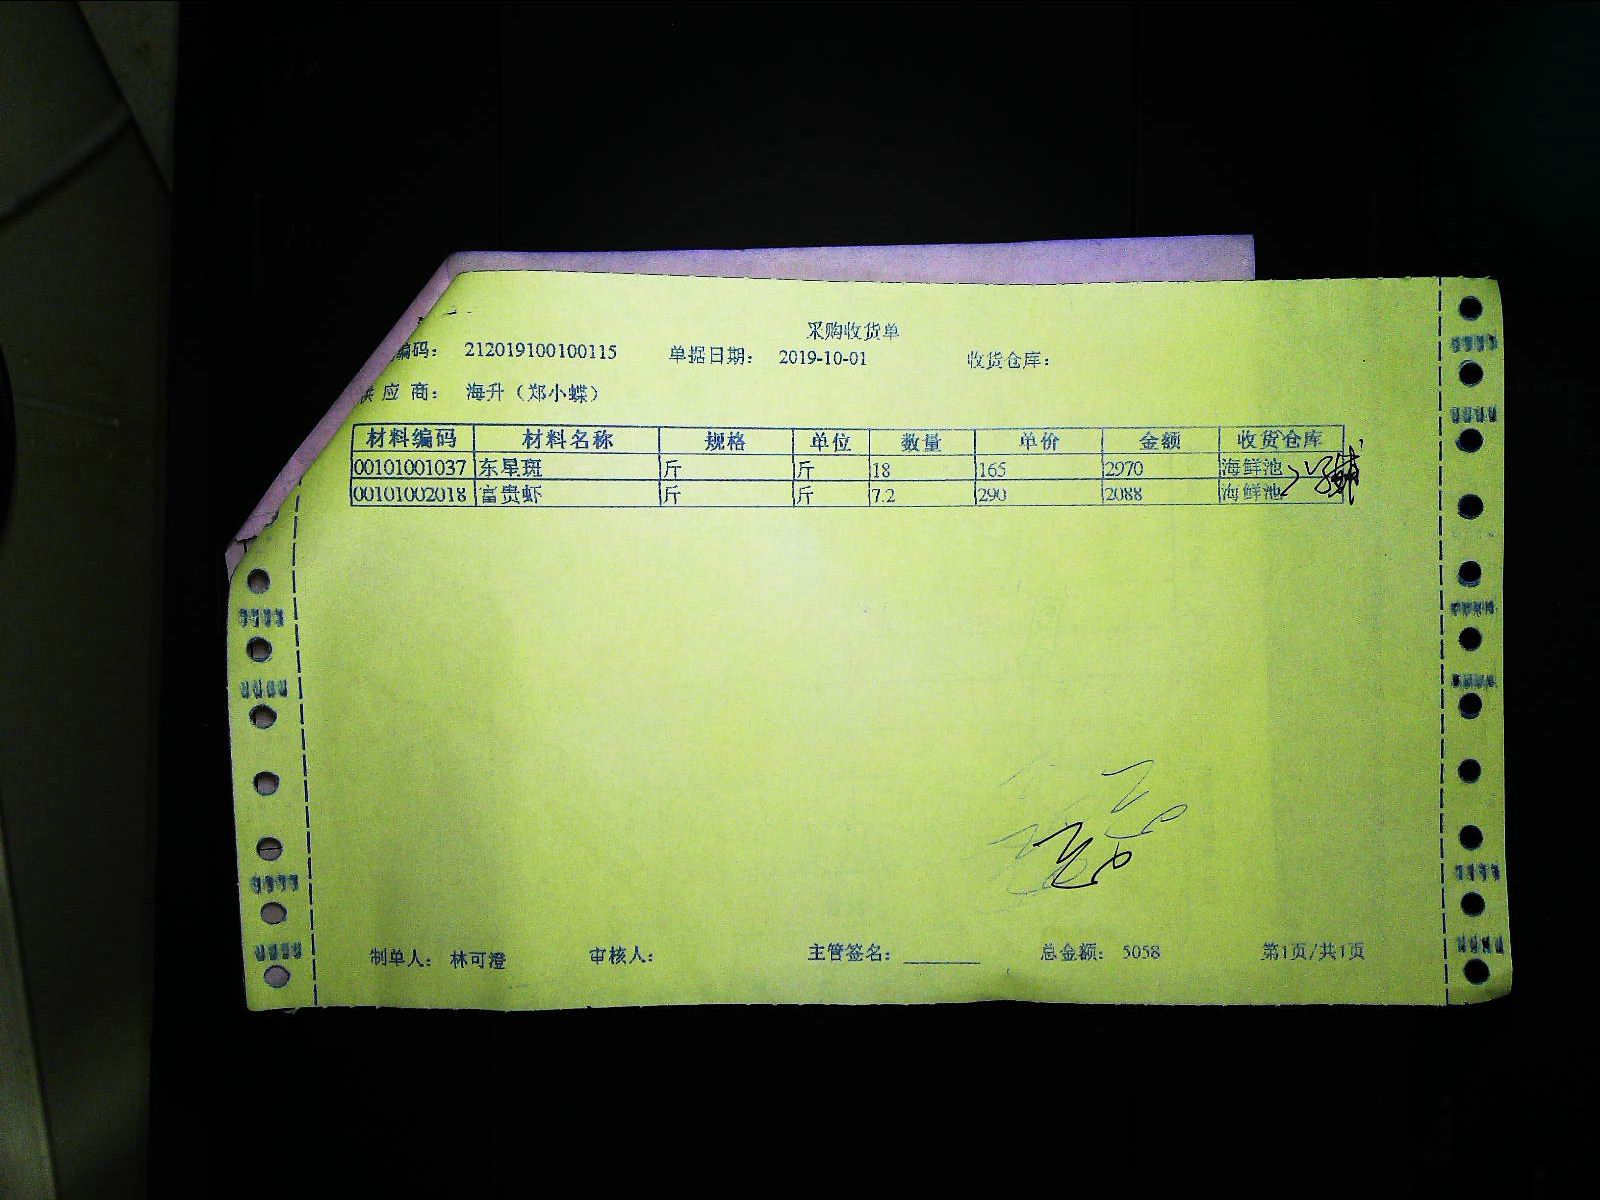 采购收货单
编码： 212019100100115 单据日期： 2019-10-01 收货仓库：
供应商： 海升（郑小蝶）
材料编码 材料名称 规格 单位 数量 单价 金额 收货仓库
00101001037 东星斑 斤 斤 18 165 2970 海鲜池
00101002018 富贵虾 斤 斤 7.2 290 2088 海鲜池
制单人： 林可澄 审核人： 主管签名： 总金额： 5058 第1页/共1页